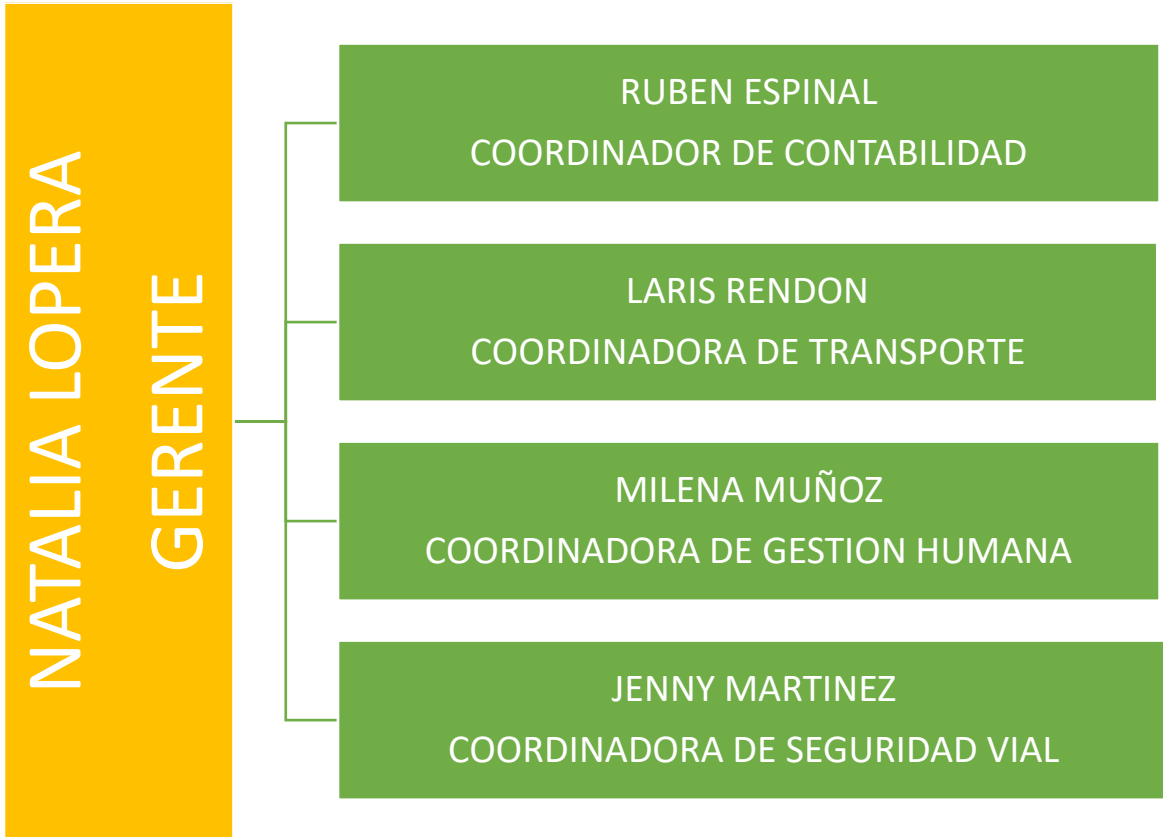 NATALIA LOPERA
GERENTE
RUBEN ESPINAL
COORDINADOR DE CONTABILIDAD
LARIS RENDON
COORDINADORA DE TRANSPORTE
MILENA MUÑOZ
COORDINADORA DE GESTION HUMANA
JENNY MARTINEZ
COORDINADORA DE SEGURIDAD VIAL